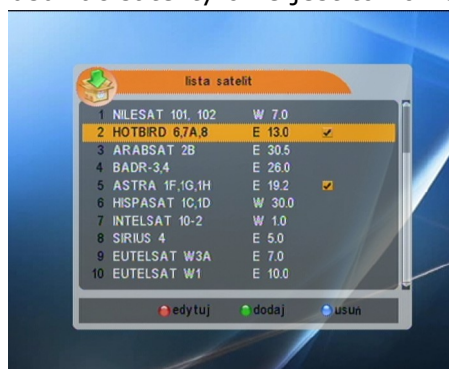 lista satelit
1 NILESAT 101, 102 W 7.0
2 HOTBIRD 6,7A,8 E 13.0
3 ARABSAT 2B E 30.5
4 BADR-3,4 E 26.0
5 ASTRA 1F,1G,1H E 19.2
6 HISPASAT 1C,1D W 30.0
7 INTELSAT 10-2 W 1.0
8 SIRIUS 4 E 5.0
9 EUTELSAT W3A E 7.0
10 EUTELSAT W1 E 10.0
edytuj dodaj usuń